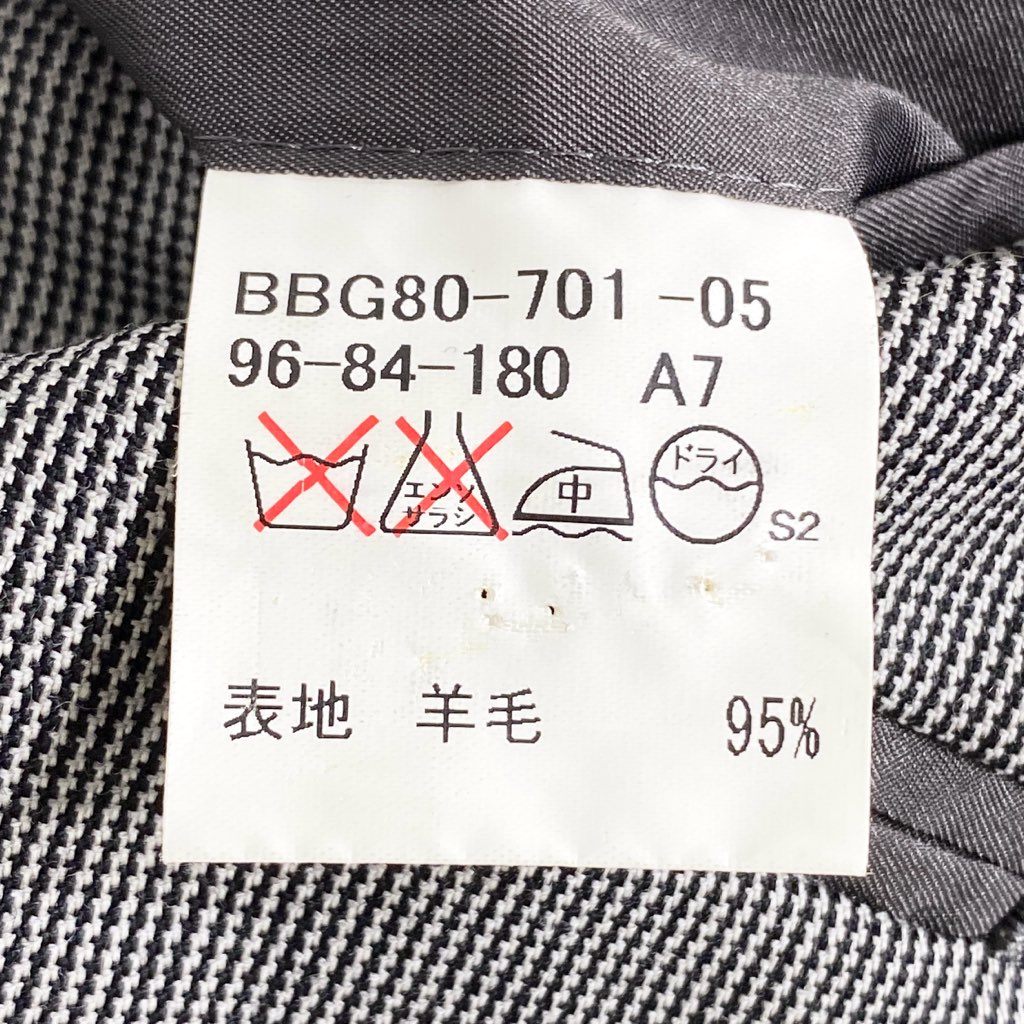 BBG80-701-05
96-84-180 A7
エンソ
サラシ
中
ドライ
S2
表地 羊毛 95%